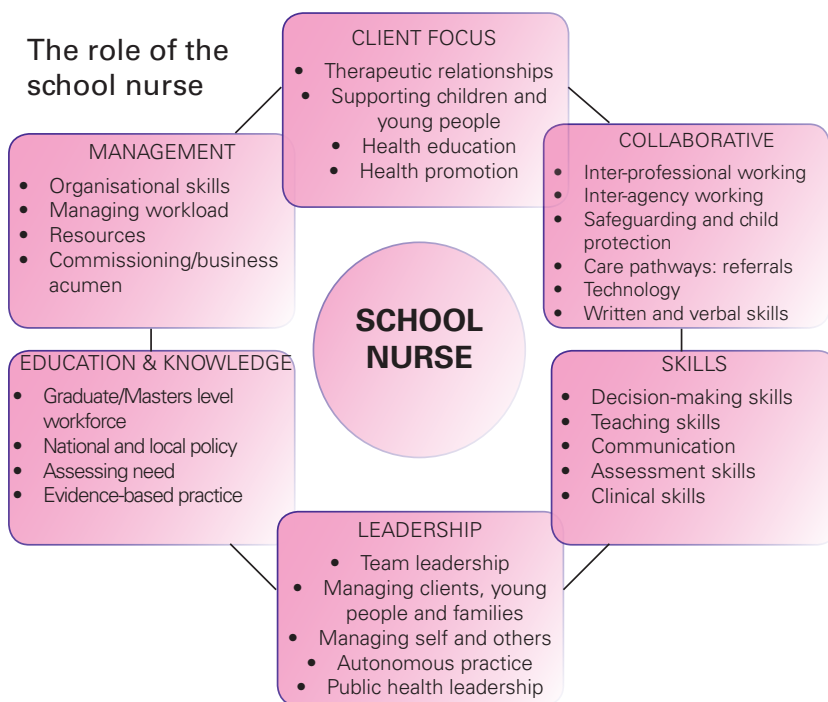 The role of the
school nurse
CLIENT FOCUS
• Therapeutic relationships
• Supporting children and
young people
• Health education
• Health promotion
MANAGEMENT
• Organisational skills
• Managing workload
• Resources
• Commissioning/business
acumen
COLLABORATIVE
• Inter-professional working
• Inter-agency working
• Safeguarding and child
protection
• Care pathways: referrals
• Technology
• Written and verbal skills
SCHOOL
NURSE
EDUCATION & KNOWLEDGE
• Graduate/Masters level
workforce
• National and local policy
• Assessing need
• Evidence-based practice
SKILLS
• Decision-making skills
• Teaching skills
• Communication
• Assessment skills
• Clinical skills
LEADERSHIP
• Team leadership
• Managing clients, young
people and families
• Managing self and others
• Autonomous practice
• Public health leadership